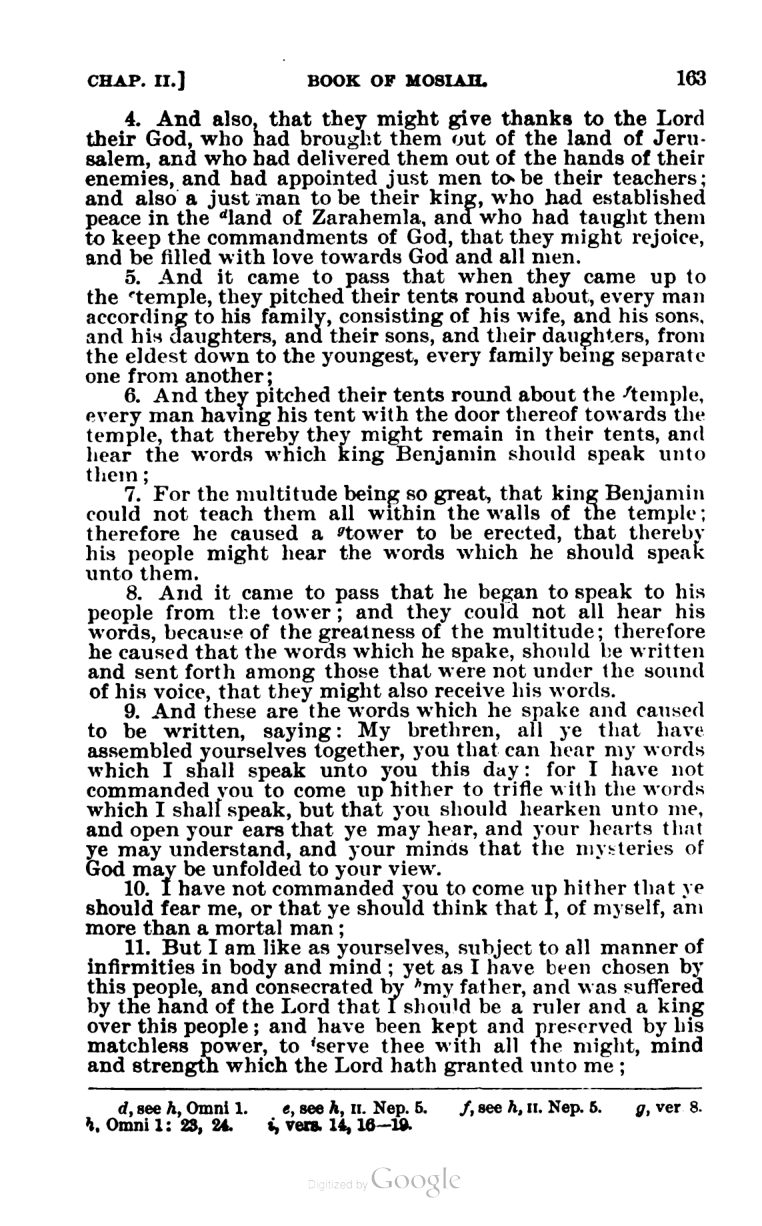 CHAP. II.] BOOK OF MOSIAH. 163
4. And also, that they might give thanks to the Lord
their God, who had brought them out of the land of Jeru-
salem, and who had delivered them out of the hands of their
enemies, and had appointed just men to be their teachers;
and also a just man to be their king, who had established
peace in the dland of Zarahemla, and who had taught them
to keep the commandments of God, that they might rejoice,
and be filled with love towards God and all men.
5. And it came to pass that when they came up to
the etemple, they pitched their tents round about, every man
according to his family, consisting of his wife, and his sons,
and his daughters, and their sons, and their daughters, from
the eldest down to the youngest, every family being separate
one from another;
6. And they pitched their tents round about the ftemple,
every man having his tent with the door thereof towards the
temple, that thereby they might remain in their tents, and
hear the words which king Benjamin should speak unto
them;
7. For the multitude being so great, that king Benjamin
could not teach them all within the walls of the temple;
therefore he caused a gtower to be erected, that thereby
his people might hear the words which he should speak
unto them.
8. And it came to pass that he began to speak to his
people from the tower; and they could not all hear his
words, because of the greatness of the multitude; therefore
he caused that the words which he spake, should be written
and sent forth among those that were not under the sound
of his voice, that they might also receive his words.
9. And these are the words which he spake and caused
to be written, saying: My brethren, all ye that have
assembled yourselves together, you that can hear my words
which I shall speak unto you this day: for I have not
commanded you to come up hither to trifle with the words
which I shall speak, but that you should hearken unto me,
and open your ears that ye may hear, and your hearts that
ye may understand, and your minds that the mysteries of
God may be unfolded to your view.
10. I have not commanded you to come up hither that ye
should fear me, or that ye should think that I, of myself, am
more than a mortal man;
11. But I am like as yourselves, subject to all manner of
infirmities in body and mind; yet as I have been chosen by
this people, and consecrated by hmy father, and was suffered
by the hand of the Lord that I should be a ruler and a king
over this people; and have been kept and preserved by his
matchless power, to iserve thee with all the might, mind
and strength which the Lord hath granted unto me;
d, see h, Omni 1. e, see h, II. Nep. 5. f, see h, II. Nep. 5. g, ver 8.
h, Omni 1: 23, 24. i, vers. 14, 16—19.
Digitized by Google